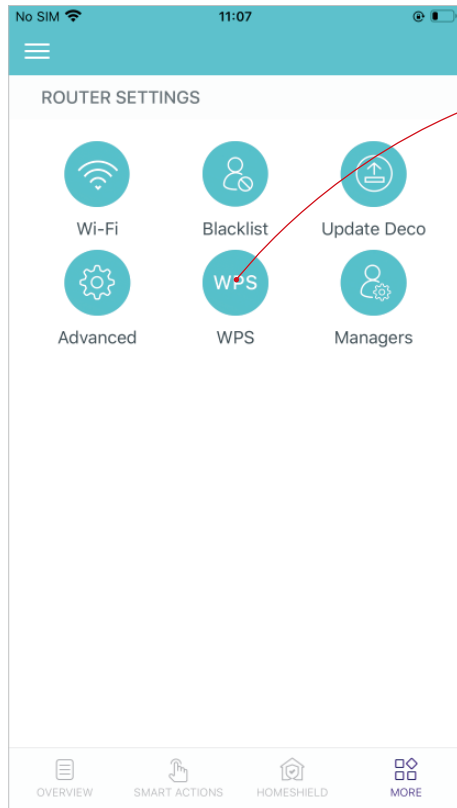 No SIM 11:07
ROUTER SETTINGS
Wi-Fi Blacklist Update Deco
WPS
Advanced WPS Managers
OVERVIEW SMART ACTIONS HOMESHIELD MORE